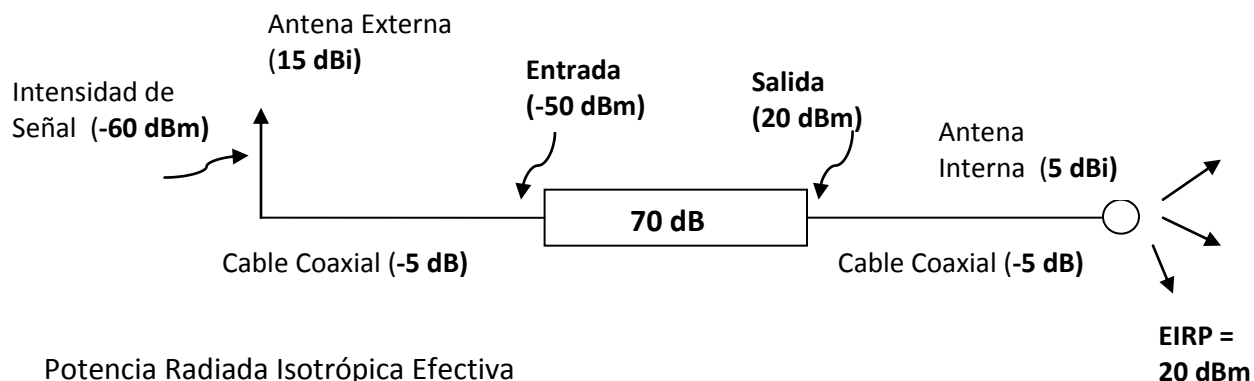 Antena Externa
(15 dBi)
Intensidad de
Señal (-60 dBm)
Entrada
(-50 dBm)
Salida
(20 dBm)
Antena
Interna (5 dBi)
70 dB
Cable Coaxial (-5 dB)
Cable Coaxial (-5 dB)
EIRP =
20 dBm
Potencia Radiada Isotrópica Efectiva